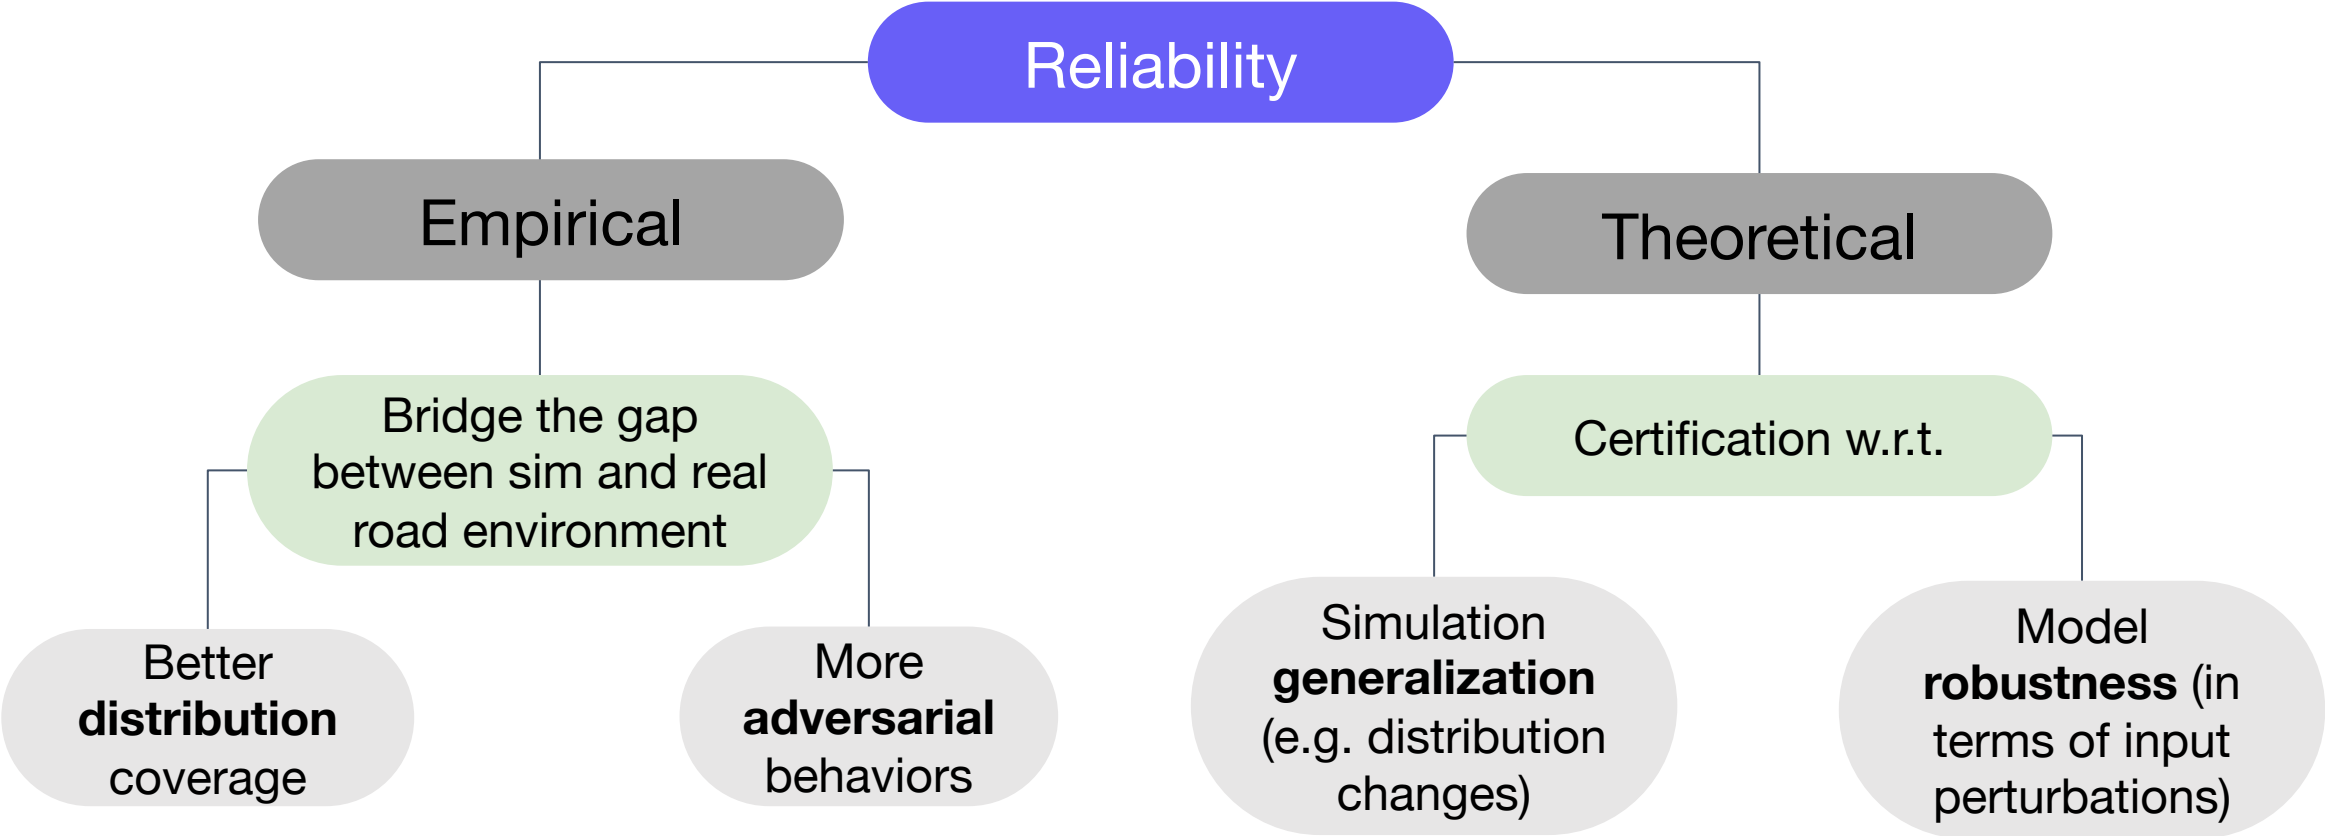 Reliability
Empirical
Theoretical
Bridge the gap
between sim and real
road environment
Certification w.r.t.
Better
distribution
coverage
More
adversarial
behaviors
Simulation
generalization
(e.g. distribution
changes)
Model
robustness (in
terms of input
perturbations)